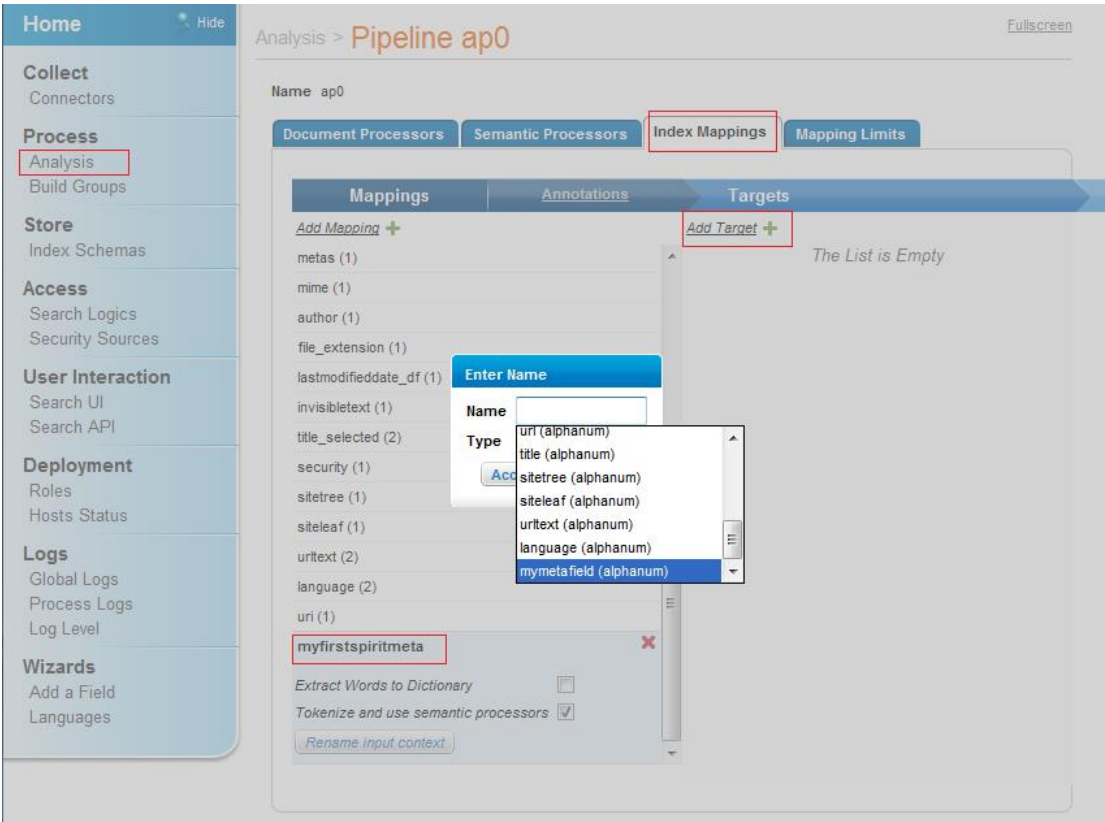 Home
Hide
Collect
Connectors
Process
Analysis
Build Groups
Store
Index Schemas
Access
Search Logics
Security Sources
User Interaction
Search UI
Search API
Deployment
Roles
Hosts Status
Logs
Global Logs
Process Logs
Log Level
Wizards
Add a Field
Languages
Analysis > Pipeline ap0
Fullscreen
Name ap0
Document Processors
Semantic Processors
Index Mappings
Mapping Limits
Mappings
Annotations
Targets
Add Mapping
metas (1)
mime (1)
author (1)
file_extension (1)
lastmodifieddate_df (1)
invisibletext (1)
title_selected (2)
security (1)
sitetree (1)
siteleaf (1)
urltext (2)
language (2)
uri (1)
myfirstspiritmeta
Extract Words to Dictionary
Tokenize and use semantic processors
Rename input context
Add Target
The List is Empty
Enter Name
Name
Type
Acc
title (alphanum)
sitetree (alphanum)
siteleaf (alphanum)
urltext (alphanum)
language (alphanum)
mymetafield (alphanum)